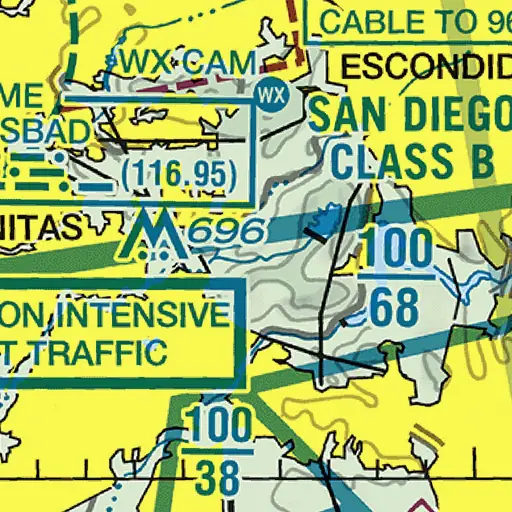 CABLE TO 96
WX CAM
WX
ESCONDID
ME
SBAD
SAN DIEGO
CLASS B
(116.95)
NITAS
696
100
68
ON INTENSIVE
T TRAFFIC
100
38